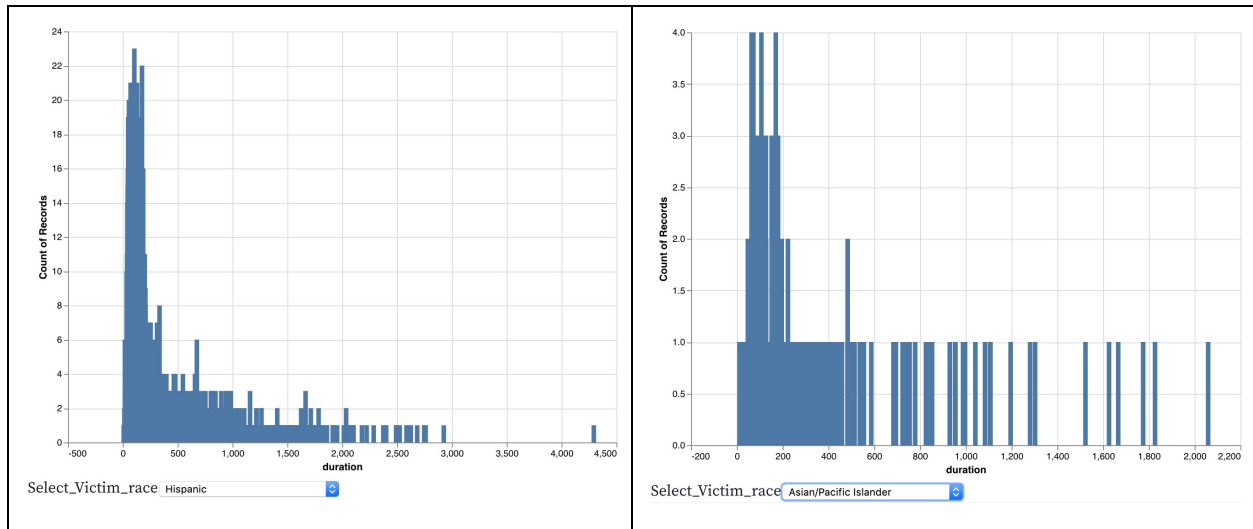 24
22
20
18
16
14
12
10
8
6
4
2
0
Count of Records
-500 0 500 1,000 1,500 2,000 2,500 3,000 3,500 4,000 4,500
duration
Select_Victim_race Hispanic
4.0
3.5
3.0
2.5
2.0
1.5
1.0
0.5
0.0
Count of Records
-200 0 200 400 600 800 1,000 1,200 1,400 1,600 1,800 2,000 2,200
duration
Select_Victim_race Asian/Pacific Islander